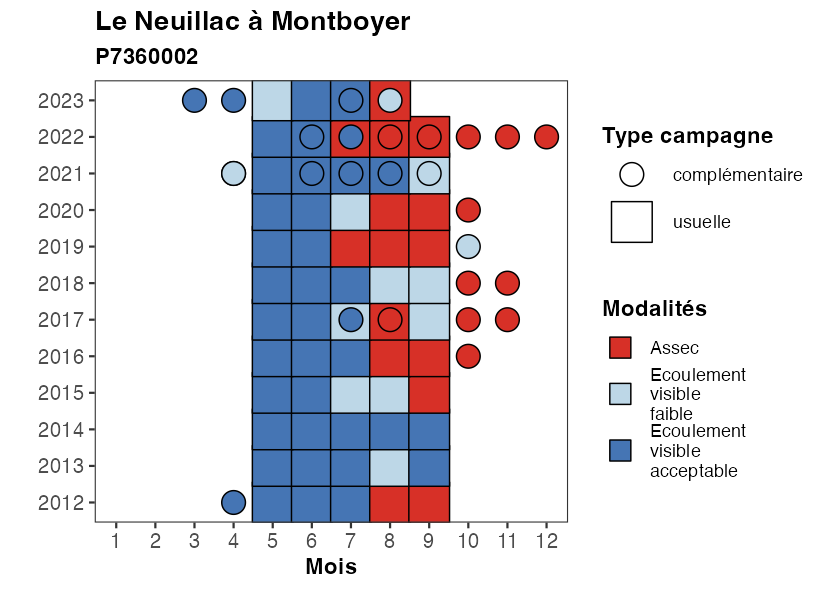 Le Neuillac à Montboyer
P7360002
2023
2022
2021
2020
2019
2018
2017
2016
2015
2014
2013
2012
1 2 3 4 5 6 7 8 9 10 11 12
Mois
Type campagne
complémentaire
usuelle
Modalités
Assec
Ecoulement
visible
faible
Ecoulement
visible
acceptable